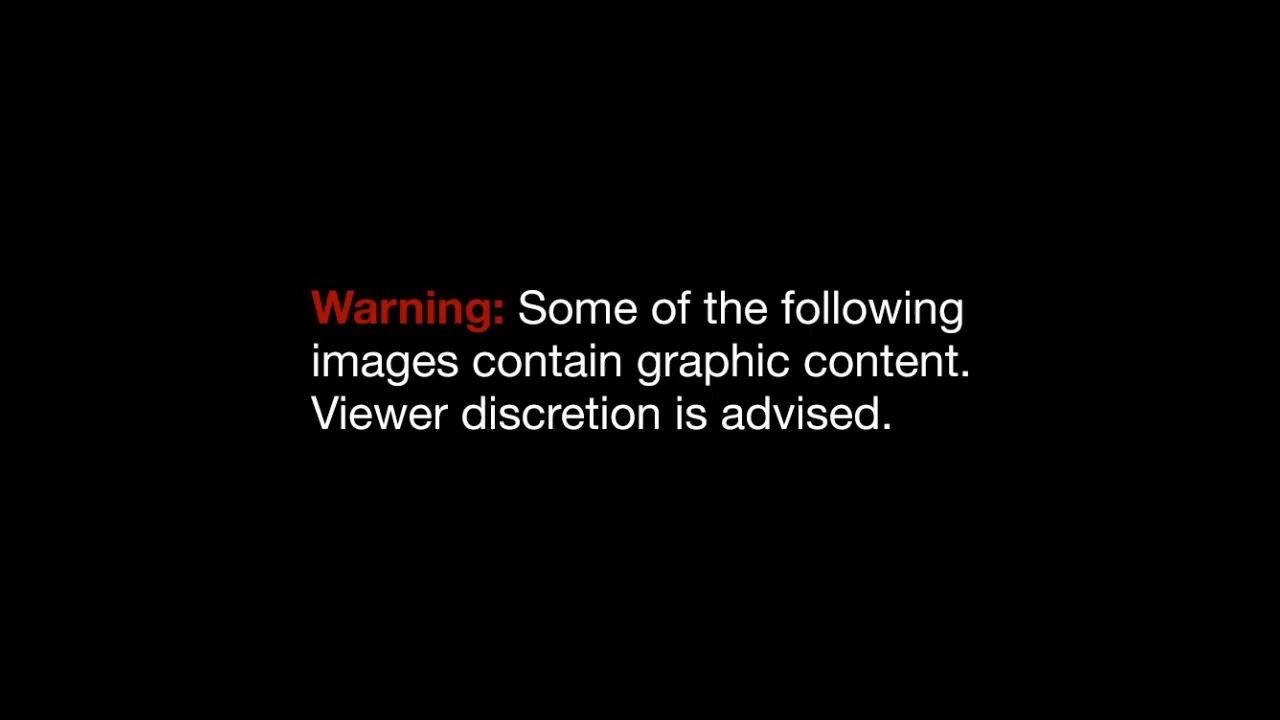 Warning: Some of the following
images contain graphic content.
Viewer discretion is advised.